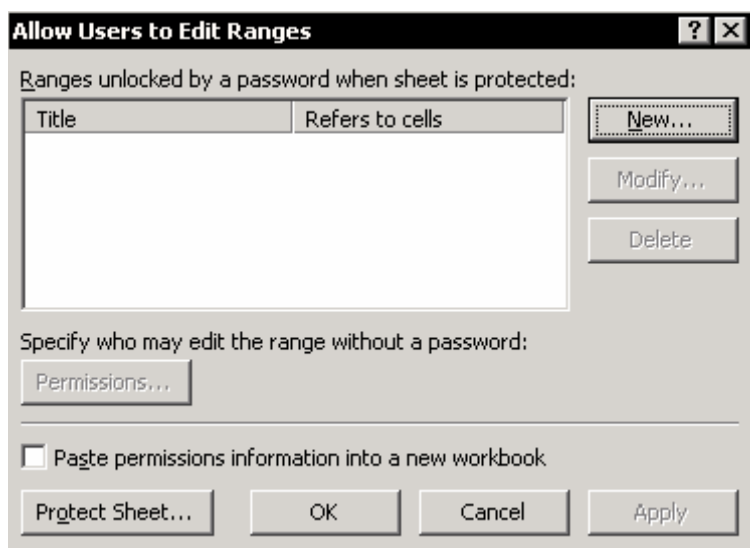 Allow Users to Edit Ranges
Ranges unlocked by a password when sheet is protected:
Title Refers to cells
New...
Modify...
Delete
Specify who may edit the range without a password:
Permissions...
Paste permissions information into a new workbook
Protect Sheet... OK Cancel Apply